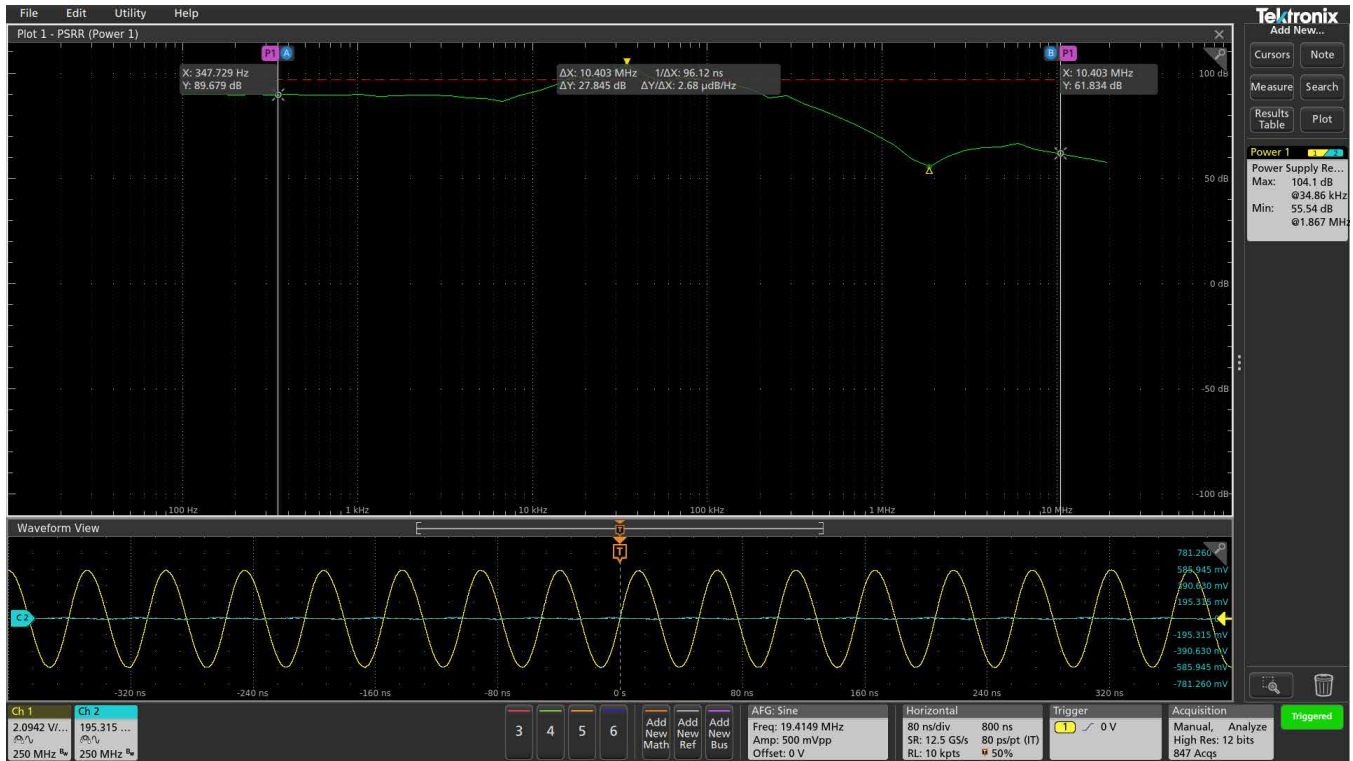 File Edit Utility Help
Tektronix
Add New...
Plot 1 - PSRR (Power 1)
P1 A
B P1
X: 347.729 Hz
Y: 89.679 dB
ΔX: 10.403 MHz 1/ΔX: 96.12 ns
ΔY: 27.845 dB ΔY/ΔX: 2.68 µdB/Hz
X: 10.403 MHz
Y: 61.834 dB
100 dB
50 dB
0 dB
-50 dB
-100 dB
100 Hz 1 kHz 10 kHz 100 kHz 1 MHz 10 MHz
Cursors Note
Measure Search
Results Table Plot
Power 1 1 2
Power Supply Re...
Max: 104.1 dB
@34.86 kHz
Min: 55.54 dB
@1.867 MHz
Waveform View
T
T
C 2
781.260
585.945 mV
390.630 mV
195.315 mV
-195.315 mV
-390.630 mV
-585.945 mV
-781.260 mV
-320 ns -240 ns -160 ns -80 ns 0 s 80 ns 160 ns 240 ns 320 ns
Ch 1
2.0942 V/...
250 MHz Bw
Ch 2
195.315 ...
250 MHz Bw
3 4 5 6
Add New Math
Add New Ref
Add New Bus
AFG: Sine
Freq: 19.4149 MHz
Amp: 500 mVpp
Offset: 0 V
Horizontal
80 ns/div 800 ns
SR: 12.5 GS/s 80 ps/pt (IT)
RL: 10 kpts 50%
Trigger
1 0 V
Acquisition
Manual, Analyze
High Res: 12 bits
847 Acqs
Triggered